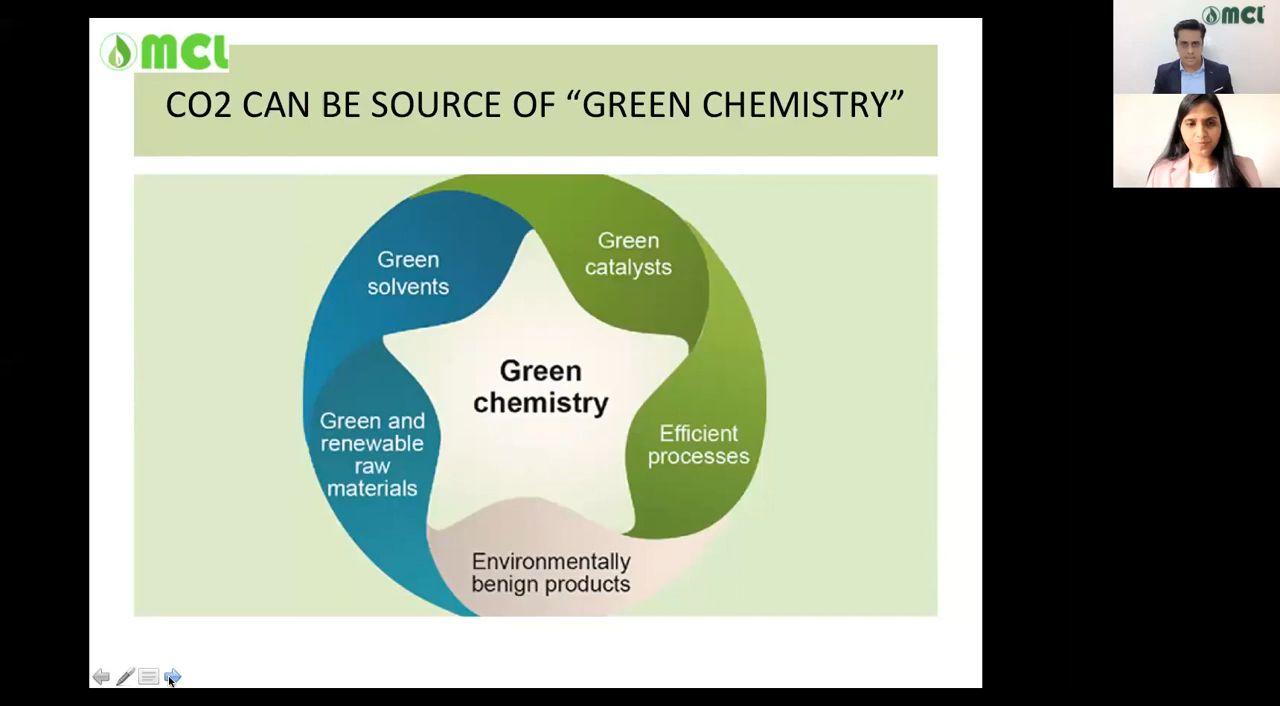 MCL
CO2 CAN BE SOURCE OF “GREEN CHEMISTRY”
Green
solvents
Green
catalysts
Green
chemistry
Green and
renewable
raw
materials
Efficient
processes
Environmentally
benign products
MCL